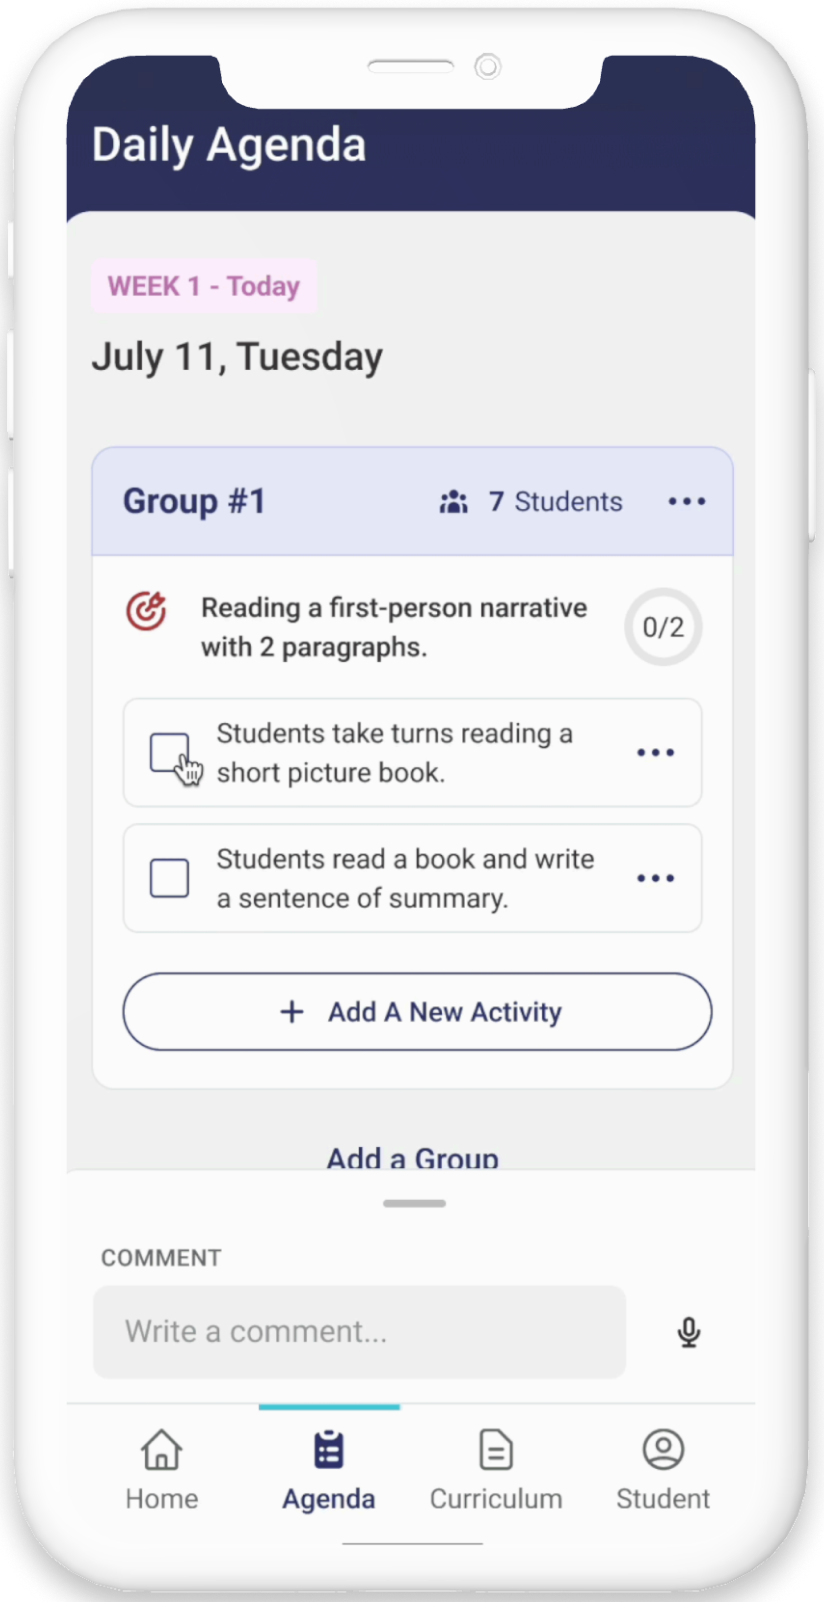 Daily Agenda
WEEK 1 - Today
July 11, Tuesday
Group #1
7 Students
Reading a first-person narrative
with 2 paragraphs.
0/2
Students take turns reading a
short picture book.
Students read a book and write
a sentence of summary.
+ Add A New Activity
Add a Group
COMMENT
Write a comment...
Home
Agenda
Curriculum
Student